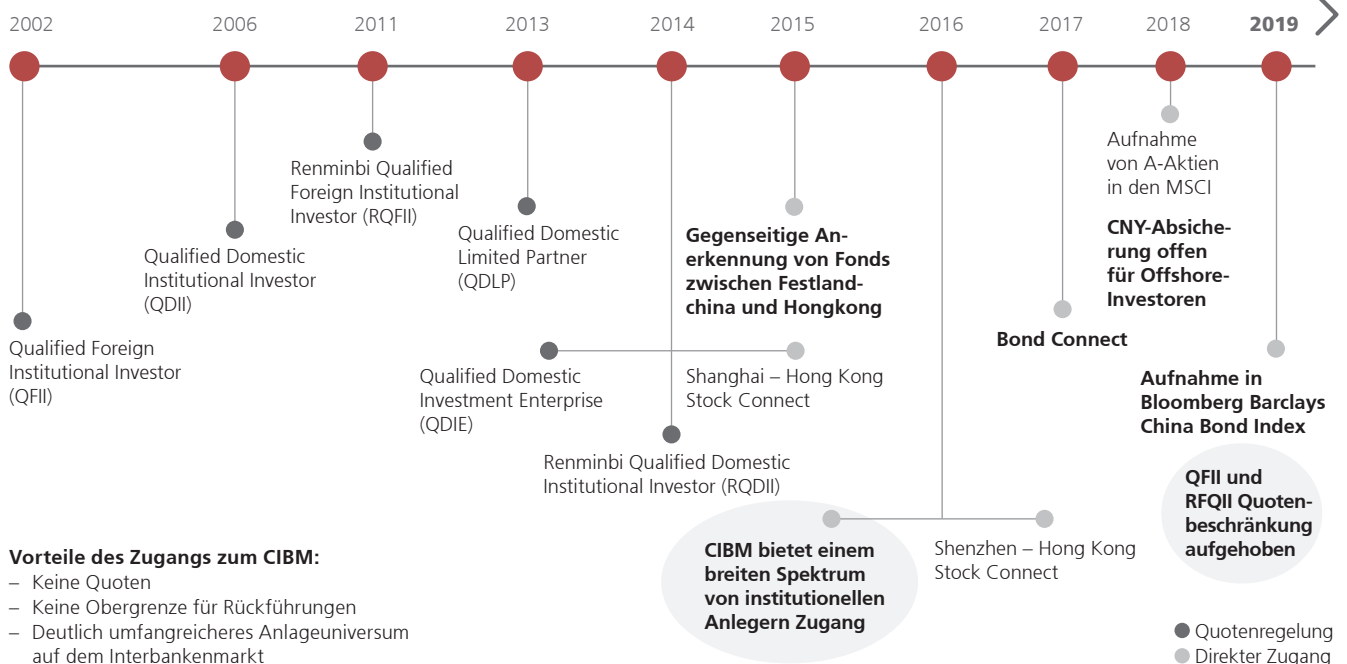 2002
2006
2011
2013
2014
2015
2016
2017
2018
2019
Qualified Foreign
Institutional Investor
(QFII)
Qualified Domestic
Institutional Investor
(QDII)
Renminbi Qualified
Foreign Institutional
Investor (RQFII)
Qualified Domestic
Limited Partner
(QDLP)
Qualified Domestic
Investment Enterprise
(QDIE)
Shanghai – Hong Kong
Stock Connect
Renminbi Qualified Domestic
Institutional Investor (RQDII)
Gegenseitige An-
erkennung von Fonds
zwischen Festland-
china und Hongkong
CIBM bietet einem
breiten Spektrum
von institutionellen
Anlegern Zugang
Shenzhen – Hong Kong
Stock Connect
Bond Connect
Aufnahme
von A-Aktien
in den MSCI
CNY-Absiche-
rung offen
für Offshore-
Investoren
Aufnahme in
Bloomberg Barclays
China Bond Index
QFII und
RFQII Quoten-
beschränkung
aufgehoben
Vorteile des Zugangs zum CIBM:
– Keine Quoten
– Keine Obergrenze für Rückführungen
– Deutlich umfangreicheres Anlageuniversum
auf dem Interbankenmarkt
Quotenregelung
Direkter Zugang